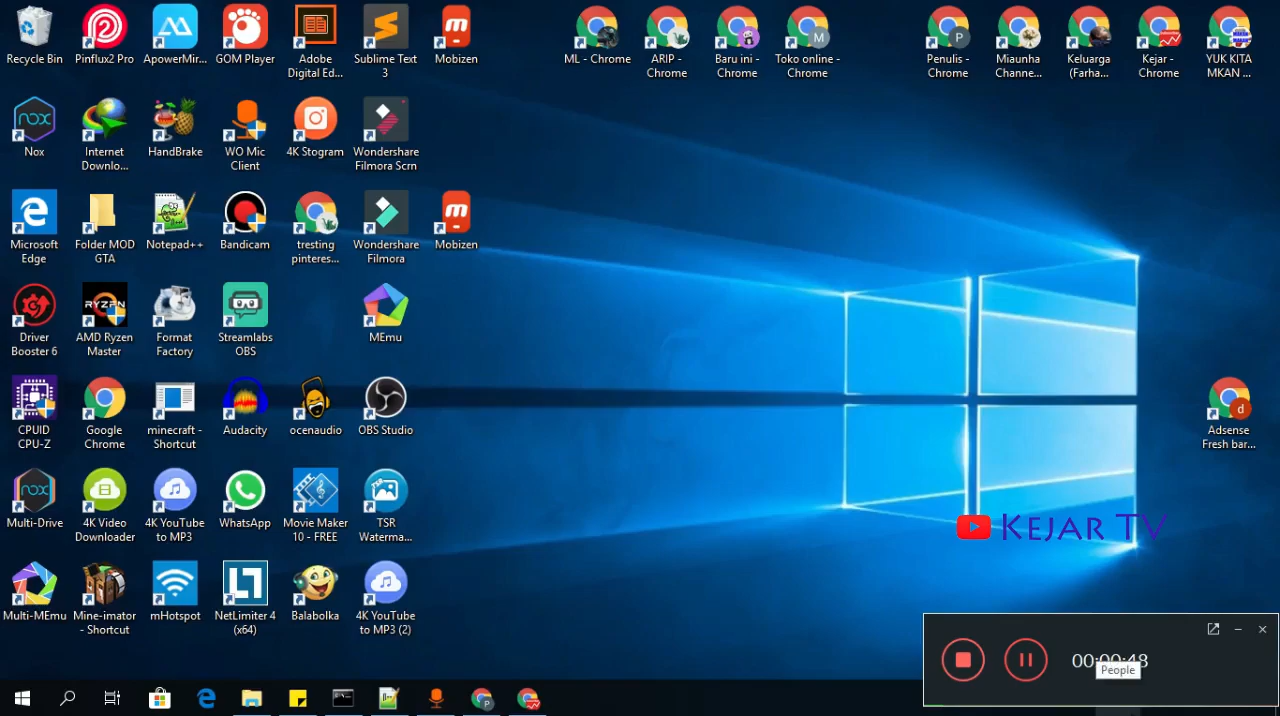 Recycle Bin
Pinflux2 Pro
ApowerMir...
GOM Player
Adobe
Digital Ed...
Sublime Text
3
Mobizen
ML - Chrome
ARIP -
Chrome
Baru ini -
Chrome
Toko online -
Chrome
Penulis -
Chrome
Miaunha
Channe...
Keluarga
(Farha...
Kejar -
Chrome
YUK KITA
MKAN ...
Nox
Internet
Downlo...
HandBrake
WO Mic
Client
4K Stogram
Wondershare
Filmora Scrn
Microsoft
Edge
Folder MOD
GTA
Notepad++
Bandicam
tresting
pinteres...
Wondershare
Filmora
Mobizen
Driver
Booster 6
RYZEN
AMD Ryzen
Master
Format
Factory
Streamlabs
OBS
MEmu
CPUID
CPU-Z
Google
Chrome
minecraft -
Shortcut
Audacity
ocenaudio
OBS Studio
Adsense
Fresh bar...
Multi-Drive
4K Video
Downloader
4K YouTube
to MP3
WhatsApp
Movie Maker
10 - FREE
TSR
Waterma...
Kejar TV
Multi-MEmu
Mine-imator
- Shortcut
mHotspot
NetLimiter 4
(x64)
Balabolka
4K YouTube
to MP3 (2)
00:00:48
People